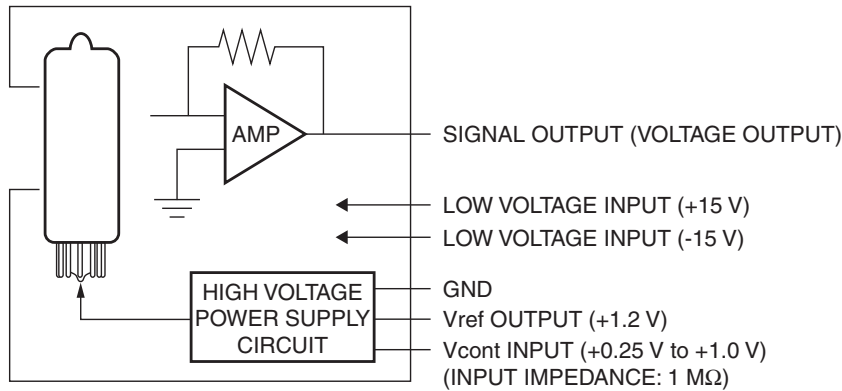 AMP
SIGNAL OUTPUT (VOLTAGE OUTPUT)
LOW VOLTAGE INPUT (+15 V)
LOW VOLTAGE INPUT (-15 V)
HIGH VOLTAGE
POWER SUPPLY
CIRCUIT
GND
Vref OUTPUT (+1.2 V)
Vcont INPUT (+0.25 V to +1.0 V)
(INPUT IMPEDANCE: 1 MΩ)